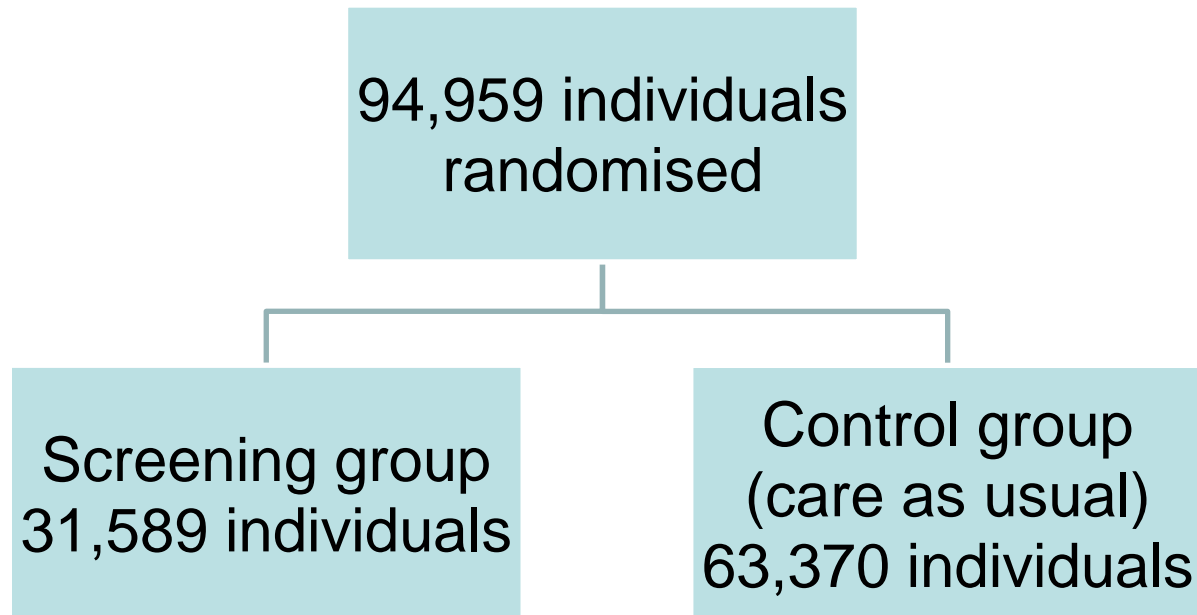 94,959 individuals
randomised
Screening group
31,589 individuals
Control group
(care as usual)
63,370 individuals